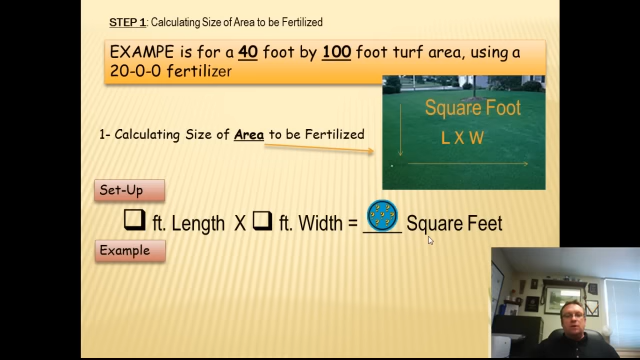 STEP 1: Calculating Size of Area to be Fertilized
EXAMPE is for a 40 foot by 100 foot turf area, using a
20-0-0 fertilizer
Square Foot
L X W
1- Calculating Size of Area to be Fertilized
Set-Up
ft. Length X ft. Width = ____ Square Feet
Example